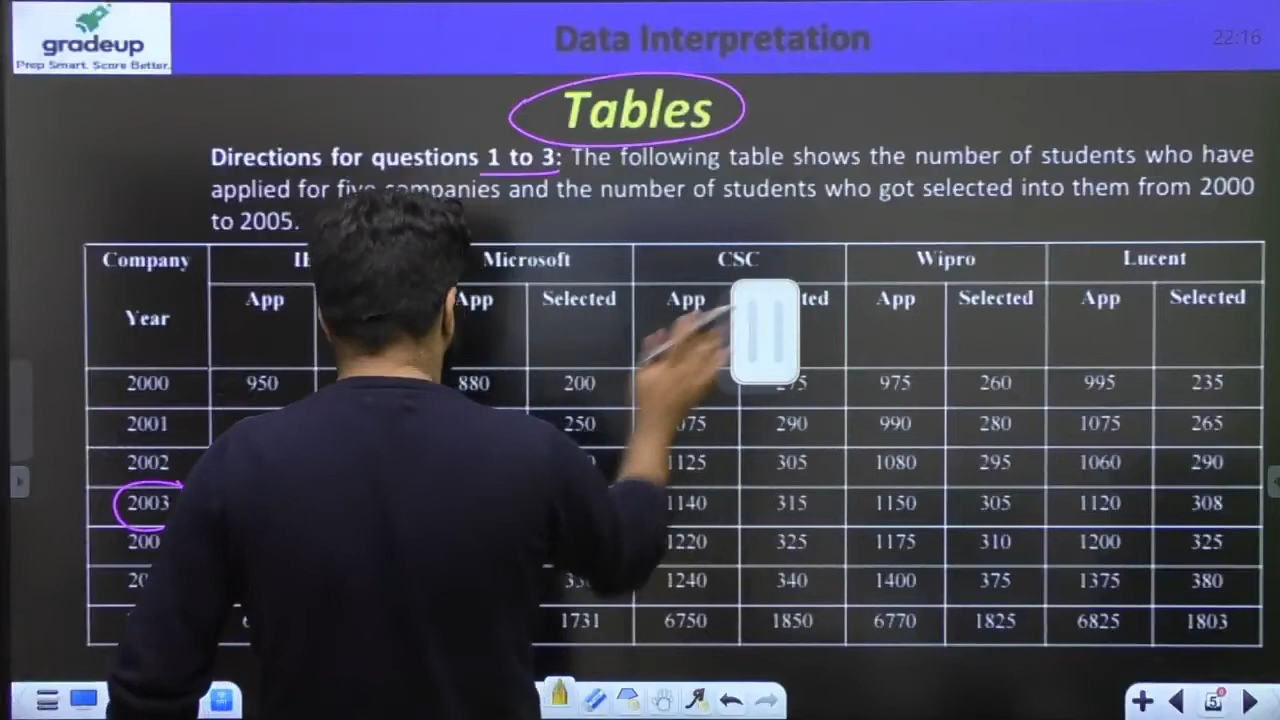 gradeup
Prep Smart. Score Better.
Data Interpretation
22:16
Tables
Directions for questions 1 to 3: The following table shows the number of students who have
applied for five companies and the number of students who got selected into them from 2000
to 2005.
Company Microsoft CSC Wipro Lucent
Year App App Selected App App Selected App Selected
2000 950 880 200 975 260 995 235
2001 250 290 990 280 1075 265
2002 1125 305 1080 295 1060 290
2003 1140 315 1150 305 1120 308
1220 325 1175 310 1200 325
1240 340 1400 375 1375 380
1731 6750 1850 6770 1825 6825 1803
5